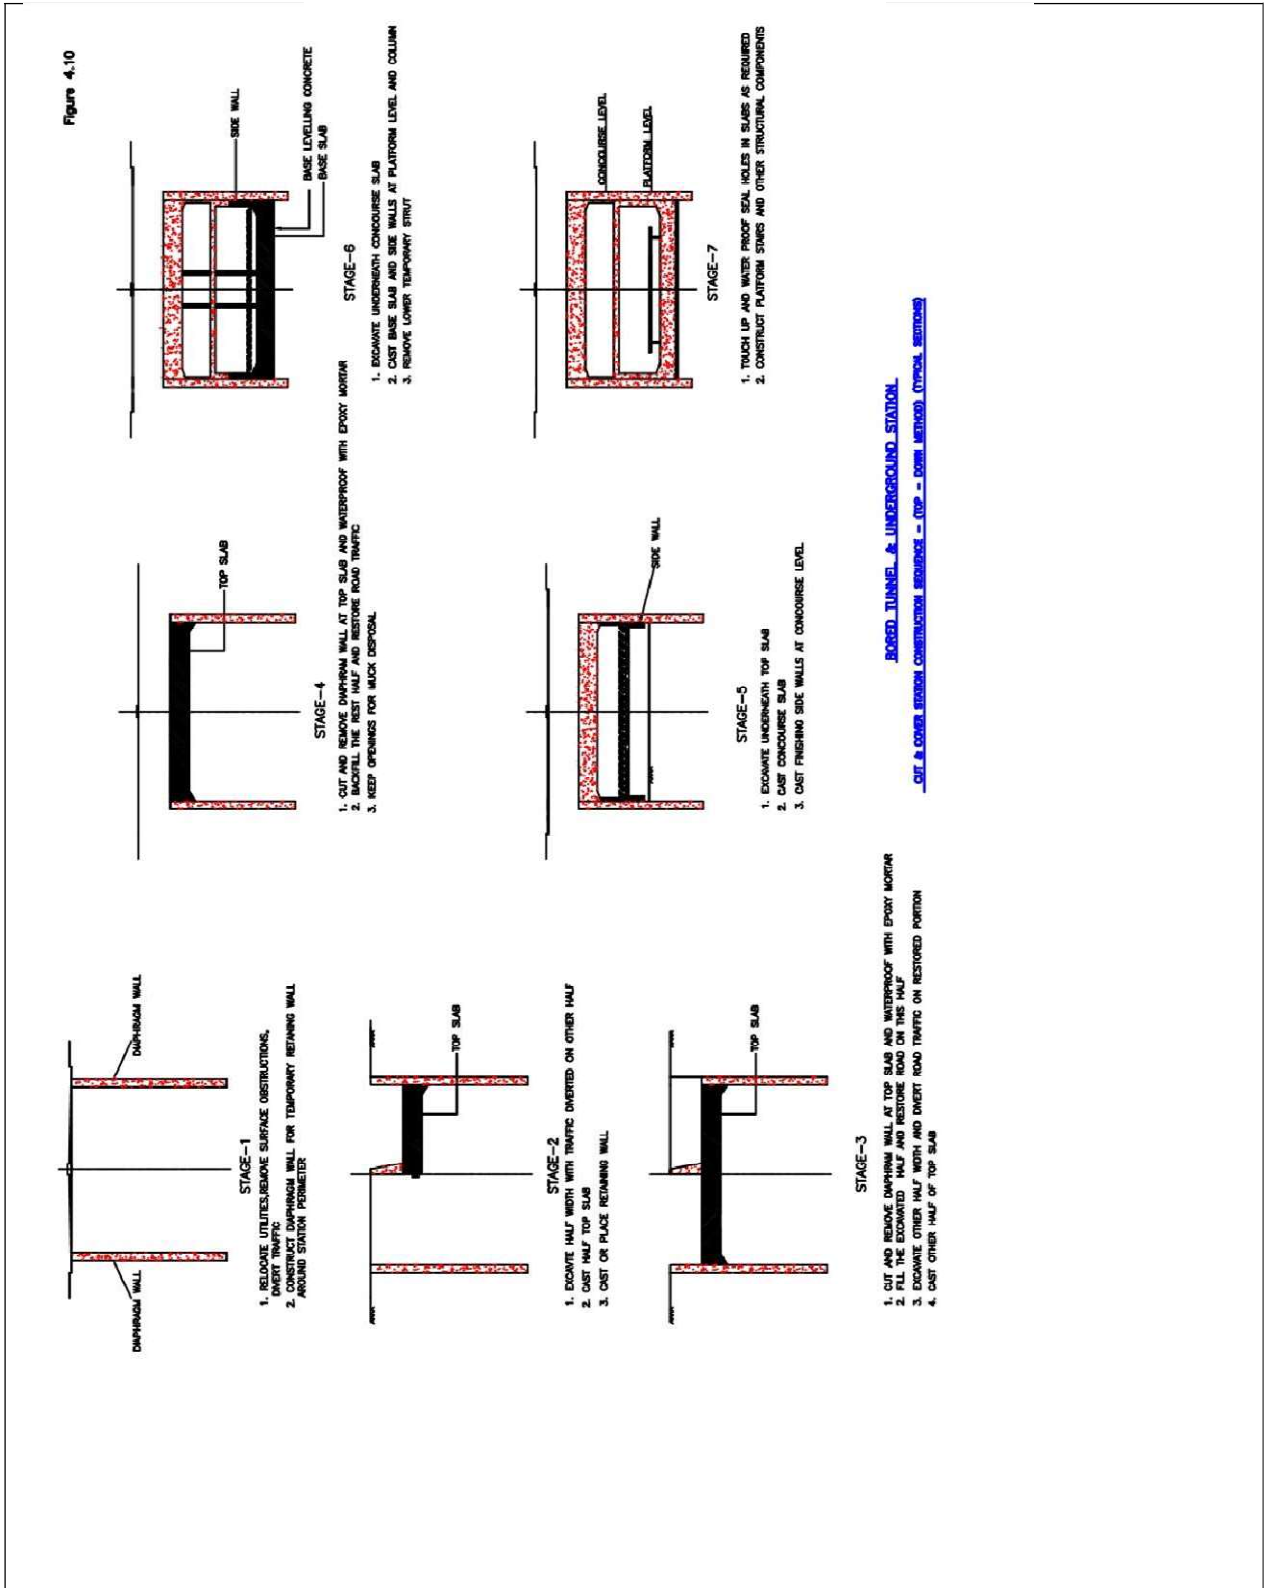 Figure 4.10
DIAPHRAGM WALL
DIAPHRAGM WALL
STAGE-1
1. RELOCATE UTILITIES,REMOVE SURFACE OBSTRUCTIONS,
DIVERT TRAFFIC
2. CONSTRUCT DIAPHRAGM WALL FOR TEMPORARY RETANING WALL
AROUND STATION PERIMETER
TOP SLAB
STAGE-2
1. EXCAVTE HALF WIDTH WITH TRAFFIC DIVERTED ON OTHER HALF
2. CAST HALF TOP SLAB
3. CAST OR PLACE RETAINING WALL
TOP SLAB
STAGE-3
1. CUT AND REMOVE DIAPHRAM WALL AT TOP SLAB AND WATERPROOF WITH EPOXY MORTAR
2. FILL THE EXCAVATED HALF AND RESTORE ROAD ON THIS HALF
3. EXCAVATE OTHER HALF WIDTH AND DIVERT ROAD TRAFFIC ON RESTORED PORTION
4. CAST OTHER HALF OF TOP SLAB
TOP SLAB
STAGE-4
1. CUT AND REMOVE DIAPHRAM WALL AT TOP SLAB AND WATERPROOF WITH EPOXY MORTAR
2. BACKFILL THE REST HALF AND RESTORE ROAD TRAFFIC
3. KEEP OPENINGS FOR MUCK DISPOSAL
SIDE WALL
STAGE-5
1. EXCAVATE UNDERNEATH TOP SLAB
2. CAST CONCOURSE SLAB
3. CAST FINISHING SIDE WALLS AT CONCOURSE LEVEL
SIDE WALL
BASE LEVELLING CONCRETE
BASE SLAB
STAGE-6
1. EXCAVATE UNDERNEATH CONCOURSE SLAB
2. CAST BASE SLAB AND SIDE WALLS AT PLATFORM LEVEL AND COLUMN
3. REMOVE LOWER TEMPORARY STRUT
CONCOURSE LEVEL
PLATFORM LEVEL
STAGE-7
1. TOUCH UP AND WATER PROOF SEAL HOLES IN SLABS AS REQUIRED
2. CONSTRUCT PLATFORM STAIRS AND OTHER STRUCTURAL COMPONENTS
BORED TUNNEL & UNDERGROUND STATION
CUT & COVER STATION CONSTRUCTION SEQUENCE - (TOP - DOWN METHOD) (TYPICAL SECTIONS)